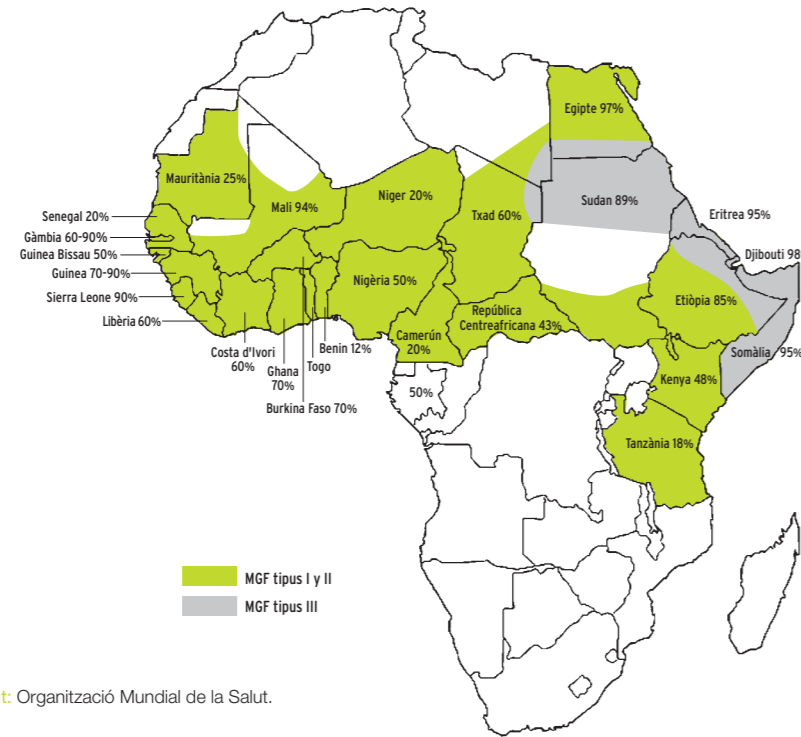 Egipte 97%
Mauritània 25%
Niger 20%
Mali 94%
Txad 60%
Sudan 89%
Senegal 20%
Eritrea 95%
Gàmbia 60-90%
Guinea Bissau 50%
Djibouti 98
Guinea 70-90%
Nigèria 50%
Etiòpia 85%
Sierra Leone 90%
República
Centreafricana 43%
Libèria 60%
Camerún
20%
Costa d'Ivori
60%
Benin 12%
Somàlia 95%
Togo
Ghana
70%
Kenya 48%
50%
Burkina Faso 70%
Tanzània 18%
MGF tipus I y II
MGF tipus III
t: Organització Mundial de la Salut.